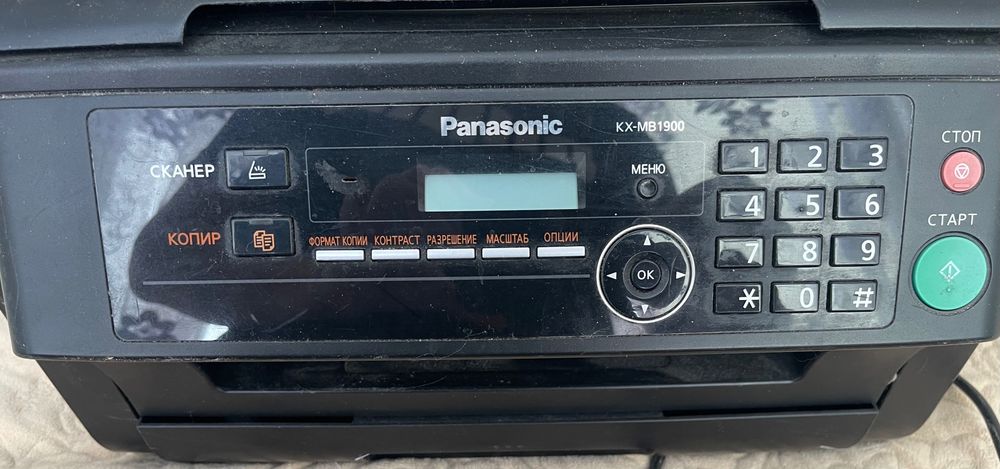 Panasonic
KX-MB1900
СКАНЕР
МЕНЮ
КОПИР
ФОРМАТ КОПИИ КОНТРАСТ РАЗРЕШЕНИЕ МАСШТАБ ОПЦИИ
OK
1 2 3
4 5 6
7 8 9
* 0 #
СТОП
СТАРТ